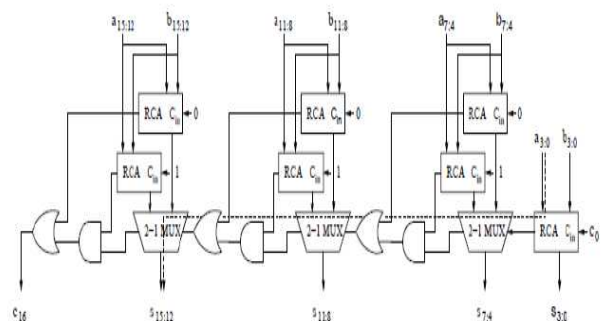 a15:12 b15:12 a11:8 b11:8 a7:4 b7:4
RCA Cin 0 RCA Cin 0 RCA Cin 0
a3:0 b3:0
RCA Cin 1 RCA Cin 1 RCA Cin 1
2-1 MUX 2-1 MUX 2-1 MUX RCA Cin c0
c16 s15:12 s11:8 s7:4 s3:0